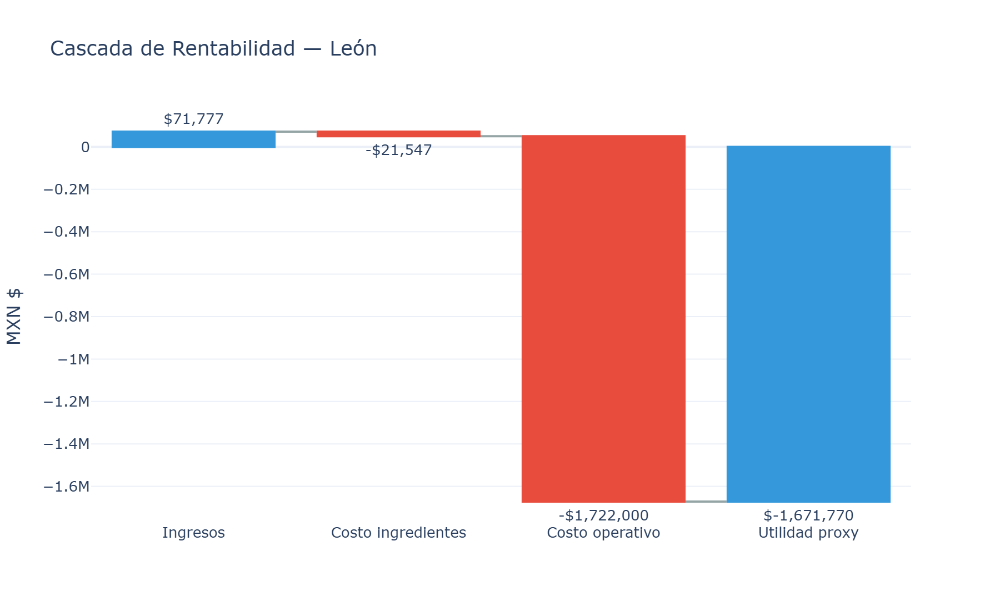 Cascada de Rentabilidad — León
$71,777
0
-$21,547
−0.2M
−0.4M
−0.6M
−0.8M
−1M
−1.2M
−1.4M
−1.6M
MXN $
-$1,722,000
$-1,671,770
Ingresos
Costo ingredientes
Costo operativo
Utilidad proxy